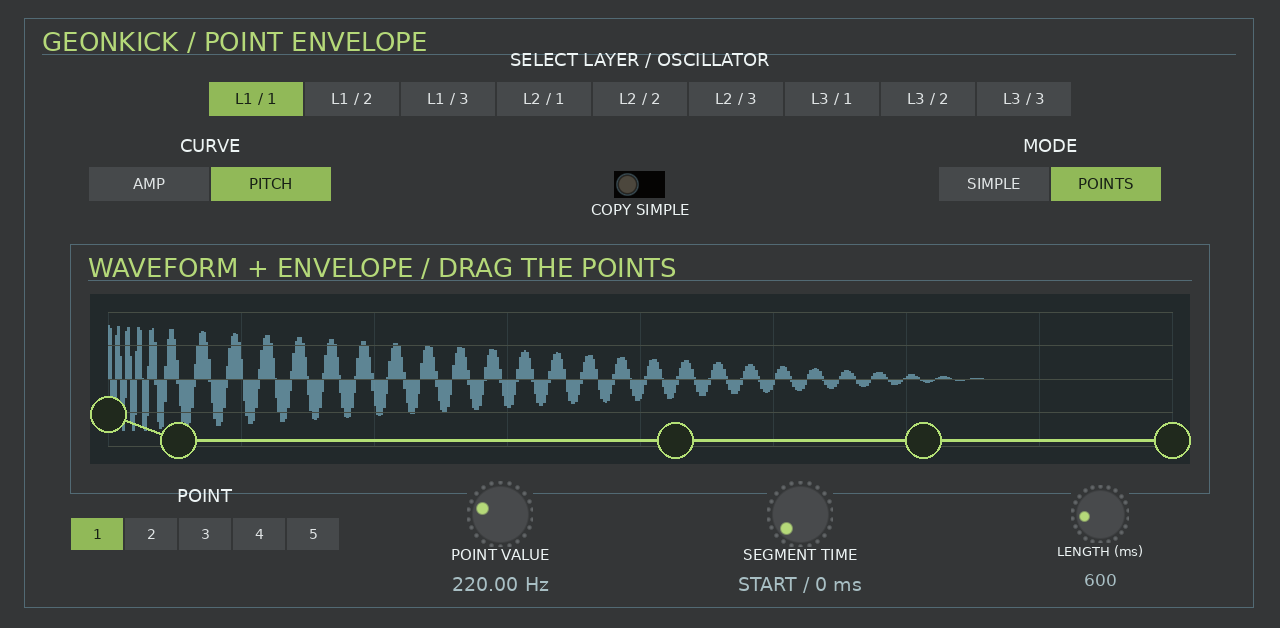 GEONKICK / POINT ENVELOPE
SELECT LAYER / OSCILLATOR
L1 / 1 L1 / 2 L1 / 3 L2 / 1 L2 / 2 L2 / 3 L3 / 1 L3 / 2 L3 / 3
CURVE MODE
AMP PITCH SIMPLE POINTS
COPY SIMPLE
WAVEFORM + ENVELOPE / DRAG THE POINTS
POINT
1 2 3 4 5
POINT VALUE SEGMENT TIME LENGTH (ms)
220.00 Hz START / 0 ms 600